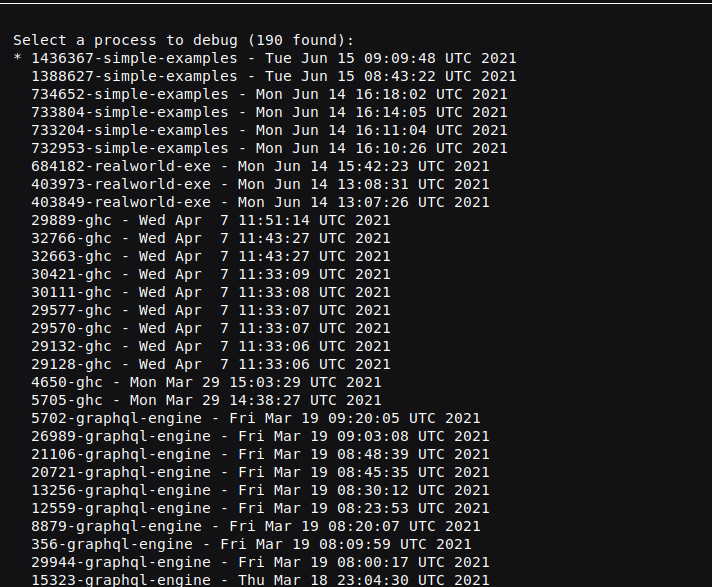 Select a process to debug (190 found):
* 1436367-simple-examples - Tue Jun 15 09:09:48 UTC 2021
1388627-simple-examples - Tue Jun 15 08:43:22 UTC 2021
734652-simple-examples - Mon Jun 14 16:18:02 UTC 2021
733804-simple-examples - Mon Jun 14 16:14:05 UTC 2021
733204-simple-examples - Mon Jun 14 16:11:04 UTC 2021
732953-simple-examples - Mon Jun 14 16:10:26 UTC 2021
684182-realworld-exe - Mon Jun 14 15:42:23 UTC 2021
403973-realworld-exe - Mon Jun 14 13:08:31 UTC 2021
403849-realworld-exe - Mon Jun 14 13:07:26 UTC 2021
29889-ghc - Wed Apr  7 11:51:14 UTC 2021
32766-ghc - Wed Apr  7 11:43:27 UTC 2021
32663-ghc - Wed Apr  7 11:43:27 UTC 2021
30421-ghc - Wed Apr  7 11:33:09 UTC 2021
30111-ghc - Wed Apr  7 11:33:08 UTC 2021
29577-ghc - Wed Apr  7 11:33:07 UTC 2021
29570-ghc - Wed Apr  7 11:33:07 UTC 2021
29132-ghc - Wed Apr  7 11:33:06 UTC 2021
29128-ghc - Wed Apr  7 11:33:06 UTC 2021
4650-ghc - Mon Mar 29 15:03:29 UTC 2021
5705-ghc - Mon Mar 29 14:38:27 UTC 2021
5702-graphql-engine - Fri Mar 19 09:20:05 UTC 2021
26989-graphql-engine - Fri Mar 19 09:03:08 UTC 2021
21106-graphql-engine - Fri Mar 19 08:48:39 UTC 2021
20721-graphql-engine - Fri Mar 19 08:45:35 UTC 2021
13256-graphql-engine - Fri Mar 19 08:30:12 UTC 2021
12559-graphql-engine - Fri Mar 19 08:23:53 UTC 2021
8879-graphql-engine - Fri Mar 19 08:20:07 UTC 2021
356-graphql-engine - Fri Mar 19 08:09:59 UTC 2021
29944-graphql-engine - Fri Mar 19 08:00:17 UTC 2021
15323-graphql-engine - Thu Mar 18 23:04:30 UTC 2021